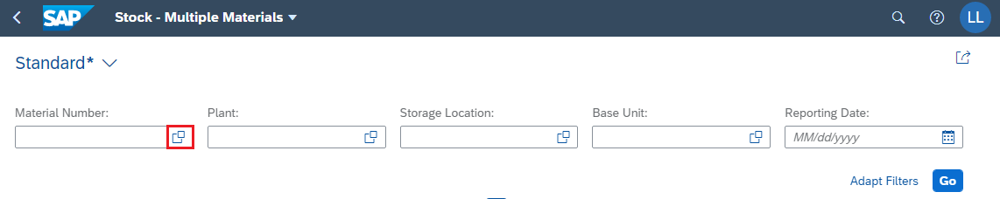 SAP Stock - Multiple Materials LL
Standard*
Material Number: Plant: Storage Location: Base Unit: Reporting Date:
MM/dd/yyyy
Adapt Filters Go